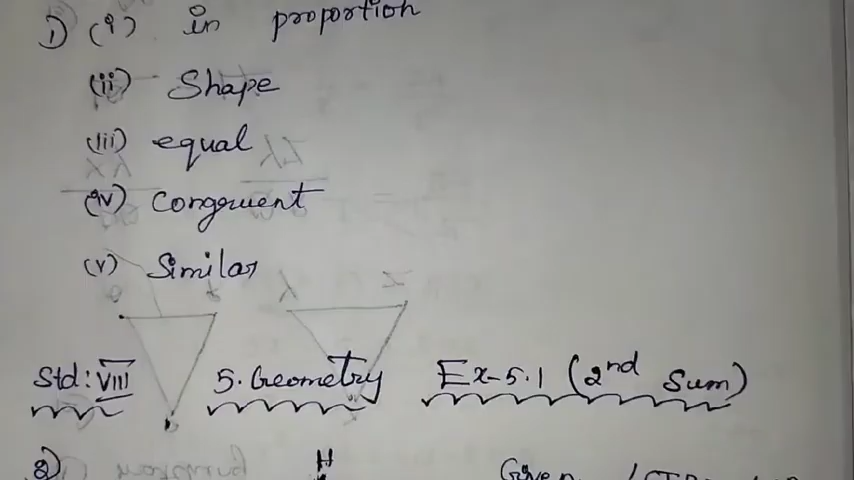 1) (i) in proportion
(ii) Shape
(iii) equal
(iv) Congruent
(v) Similar
Std: VIII 5. Geometry Ex-5.1 (2nd Sum)
2) H Given